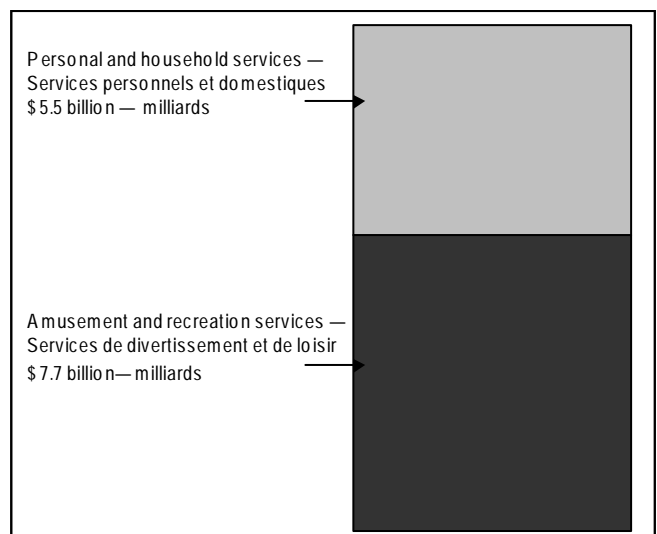 Personal and household services —
Services personnels et domestiques
$5.5 billion — milliards
Amusement and recreation services —
Services de divertissement et de loisir
$7.7 billion— milliards